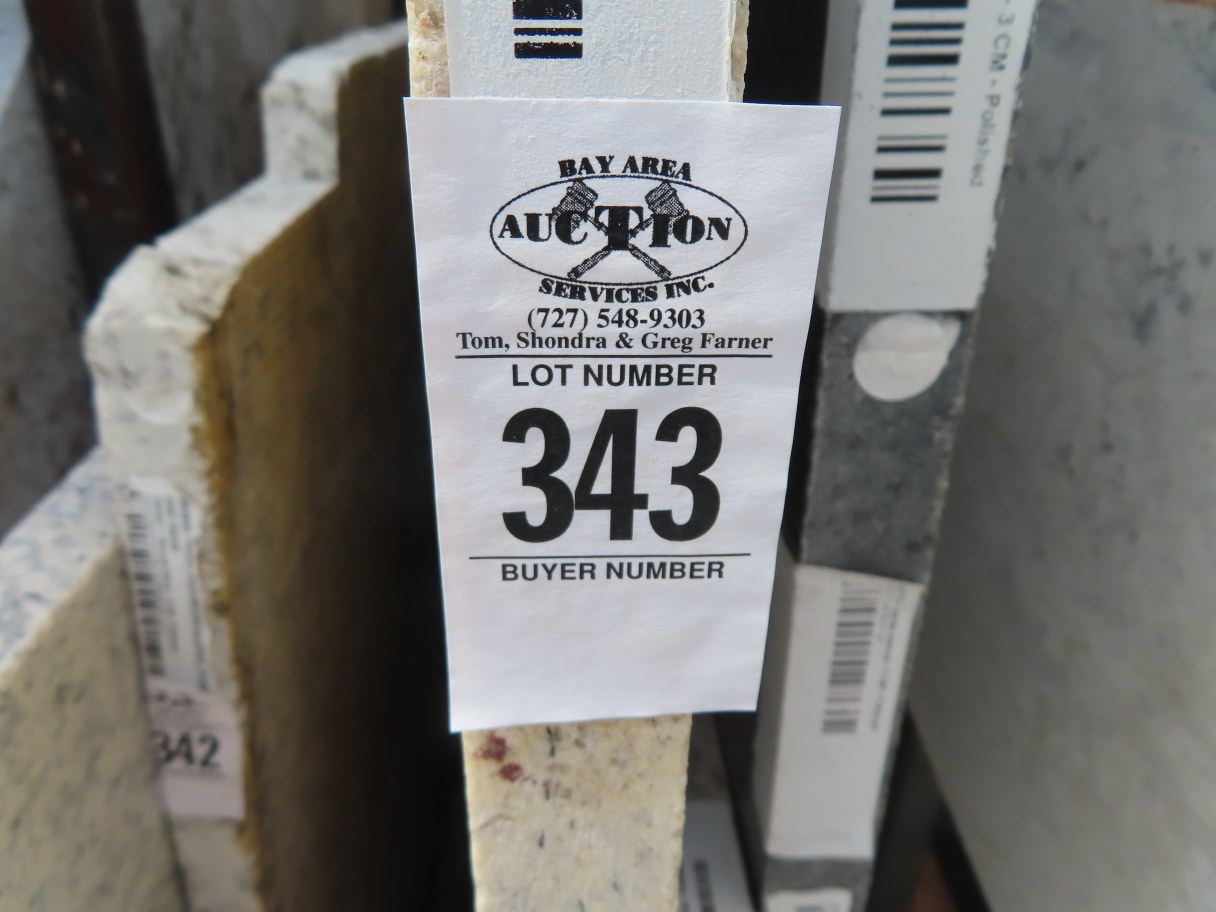 BAY AREA
AUCTION
SERVICES INC.
(727) 548-9303
Tom, Shondra & Greg Farner
LOT NUMBER
343
BUYER NUMBER
- 3 CM - Polished
342